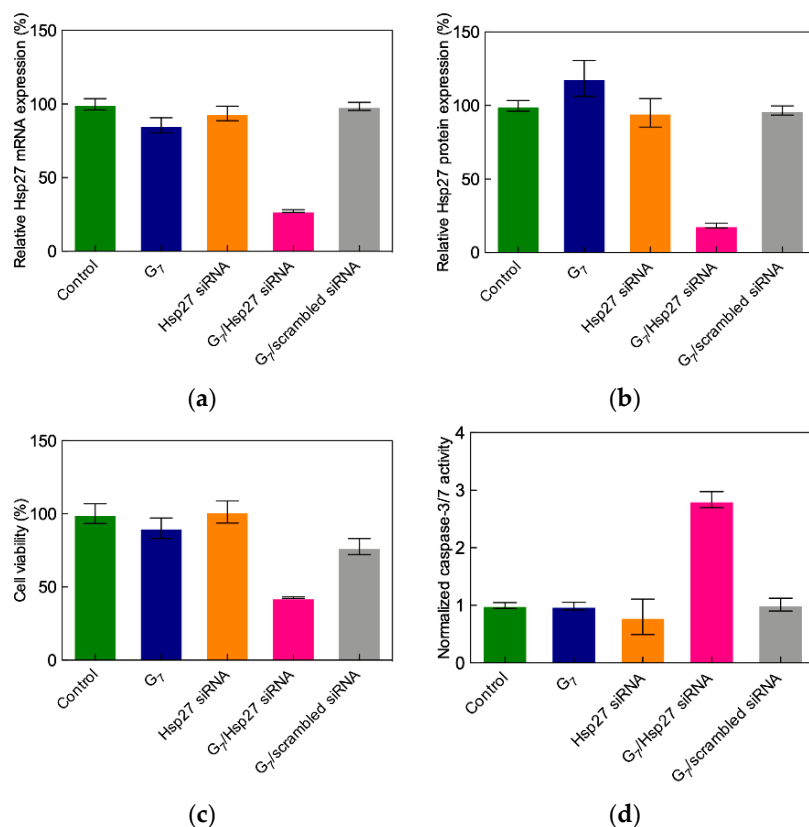 Relative Hsp27 mRNA expression (%)
150
100
50
0
Control
G₇
Hsp27 siRNA
G₇/Hsp27 siRNA
G₇/scrambled siRNA
(a)
Relative Hsp27 protein expression (%)
150
100
50
0
Control
G₇
Hsp27 siRNA
G₇/Hsp27 siRNA
G₇/scrambled siRNA
(b)
Cell viability (%)
150
100
50
0
Control
G₇
Hsp27 siRNA
G₇/Hsp27 siRNA
G₇/scrambled siRNA
(c)
Normalized caspase-3/7 activity
4
3
2
1
0
Control
G₇
Hsp27 siRNA
G₇/Hsp27 siRNA
G₇/scrambled siRNA
(d)